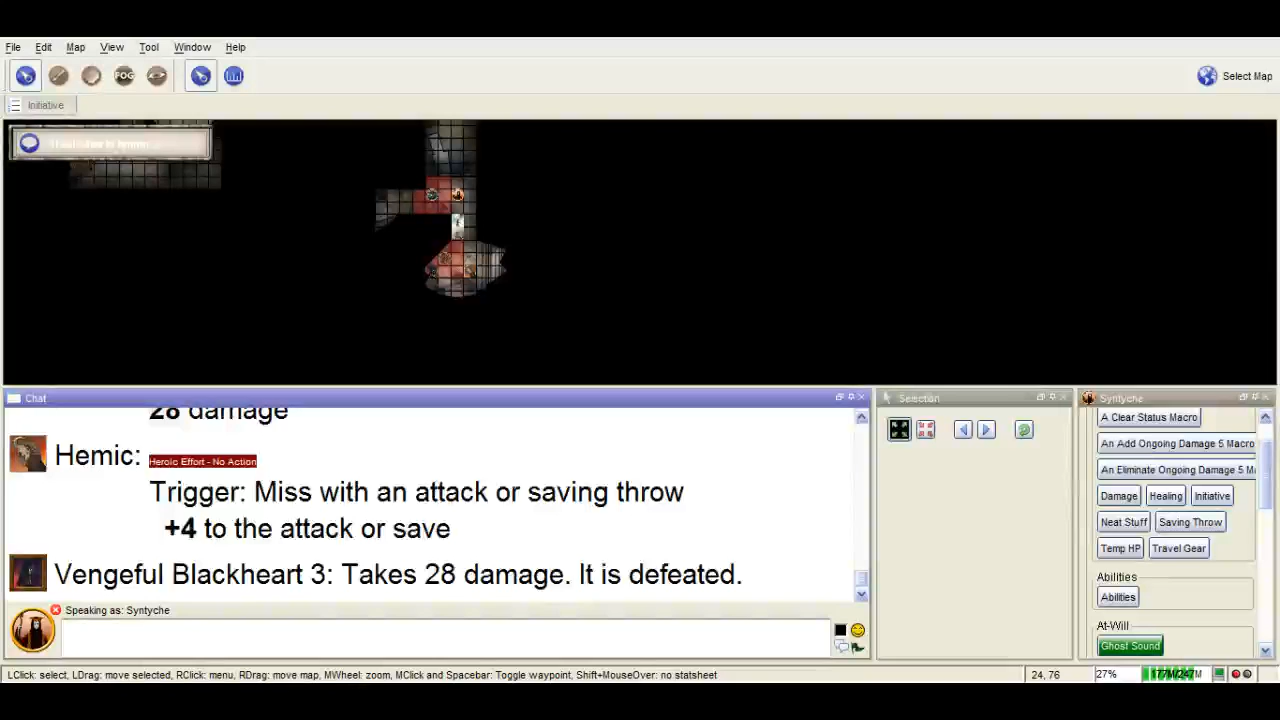 File Edit Map View Tool Window Help
FOG
Select Map
Initiative
Chat
Selection
Syntyche
28 damage
A Clear Status Macro
An Add Ongoing Damage 5 Macro
An Eliminate Ongoing Damage 5 Ma
Hemic: Heroic Effort - No Action
Trigger: Miss with an attack or saving throw
+4 to the attack or save
Damage Healing Initiative
Neat Stuff Saving Throw
Temp HP Travel Gear
Vengeful Blackheart 3: Takes 28 damage. It is defeated.
Abilities
Abilities
At-Will
Ghost Sound
Speaking as: Syntyche
LClick: select, LDrag: move selected, RClick: menu, RDrag: move map, MWheel: zoom, MClick and Spacebar: Toggle waypoint, Shift+MouseOver: no statsheet
24, 76
27%
177M/247M